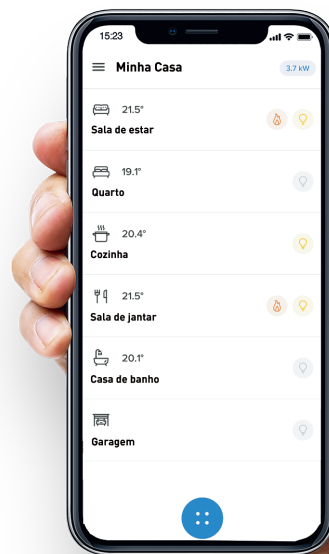 15:23
Minha Casa
3.7 kW
21.5°
Sala de estar
19.1°
Quarto
20.4°
Cozinha
21.5°
Sala de jantar
20.1°
Casa de banho
Garagem